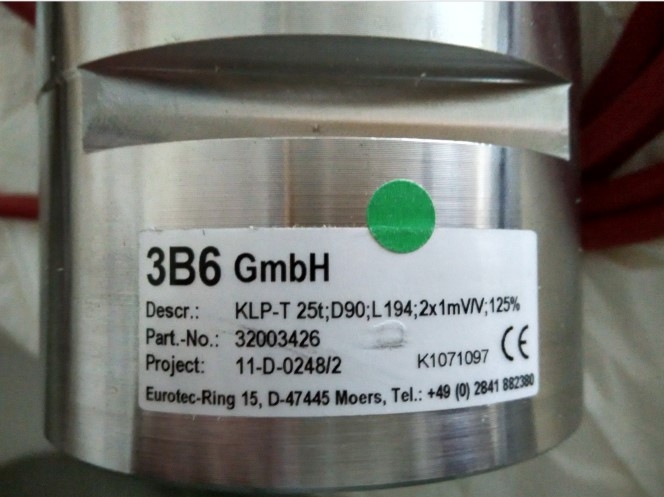 3B6 GmbH
Descr.: KLP-T 25t;D90;L194;2x1mV/V;125%
Part.-No.: 32003426
Project: 11-D-0248/2 K1071097 CE
Eurotec-Ring 15, D-47445 Moers, Tel.: +49 (0) 2841 882380